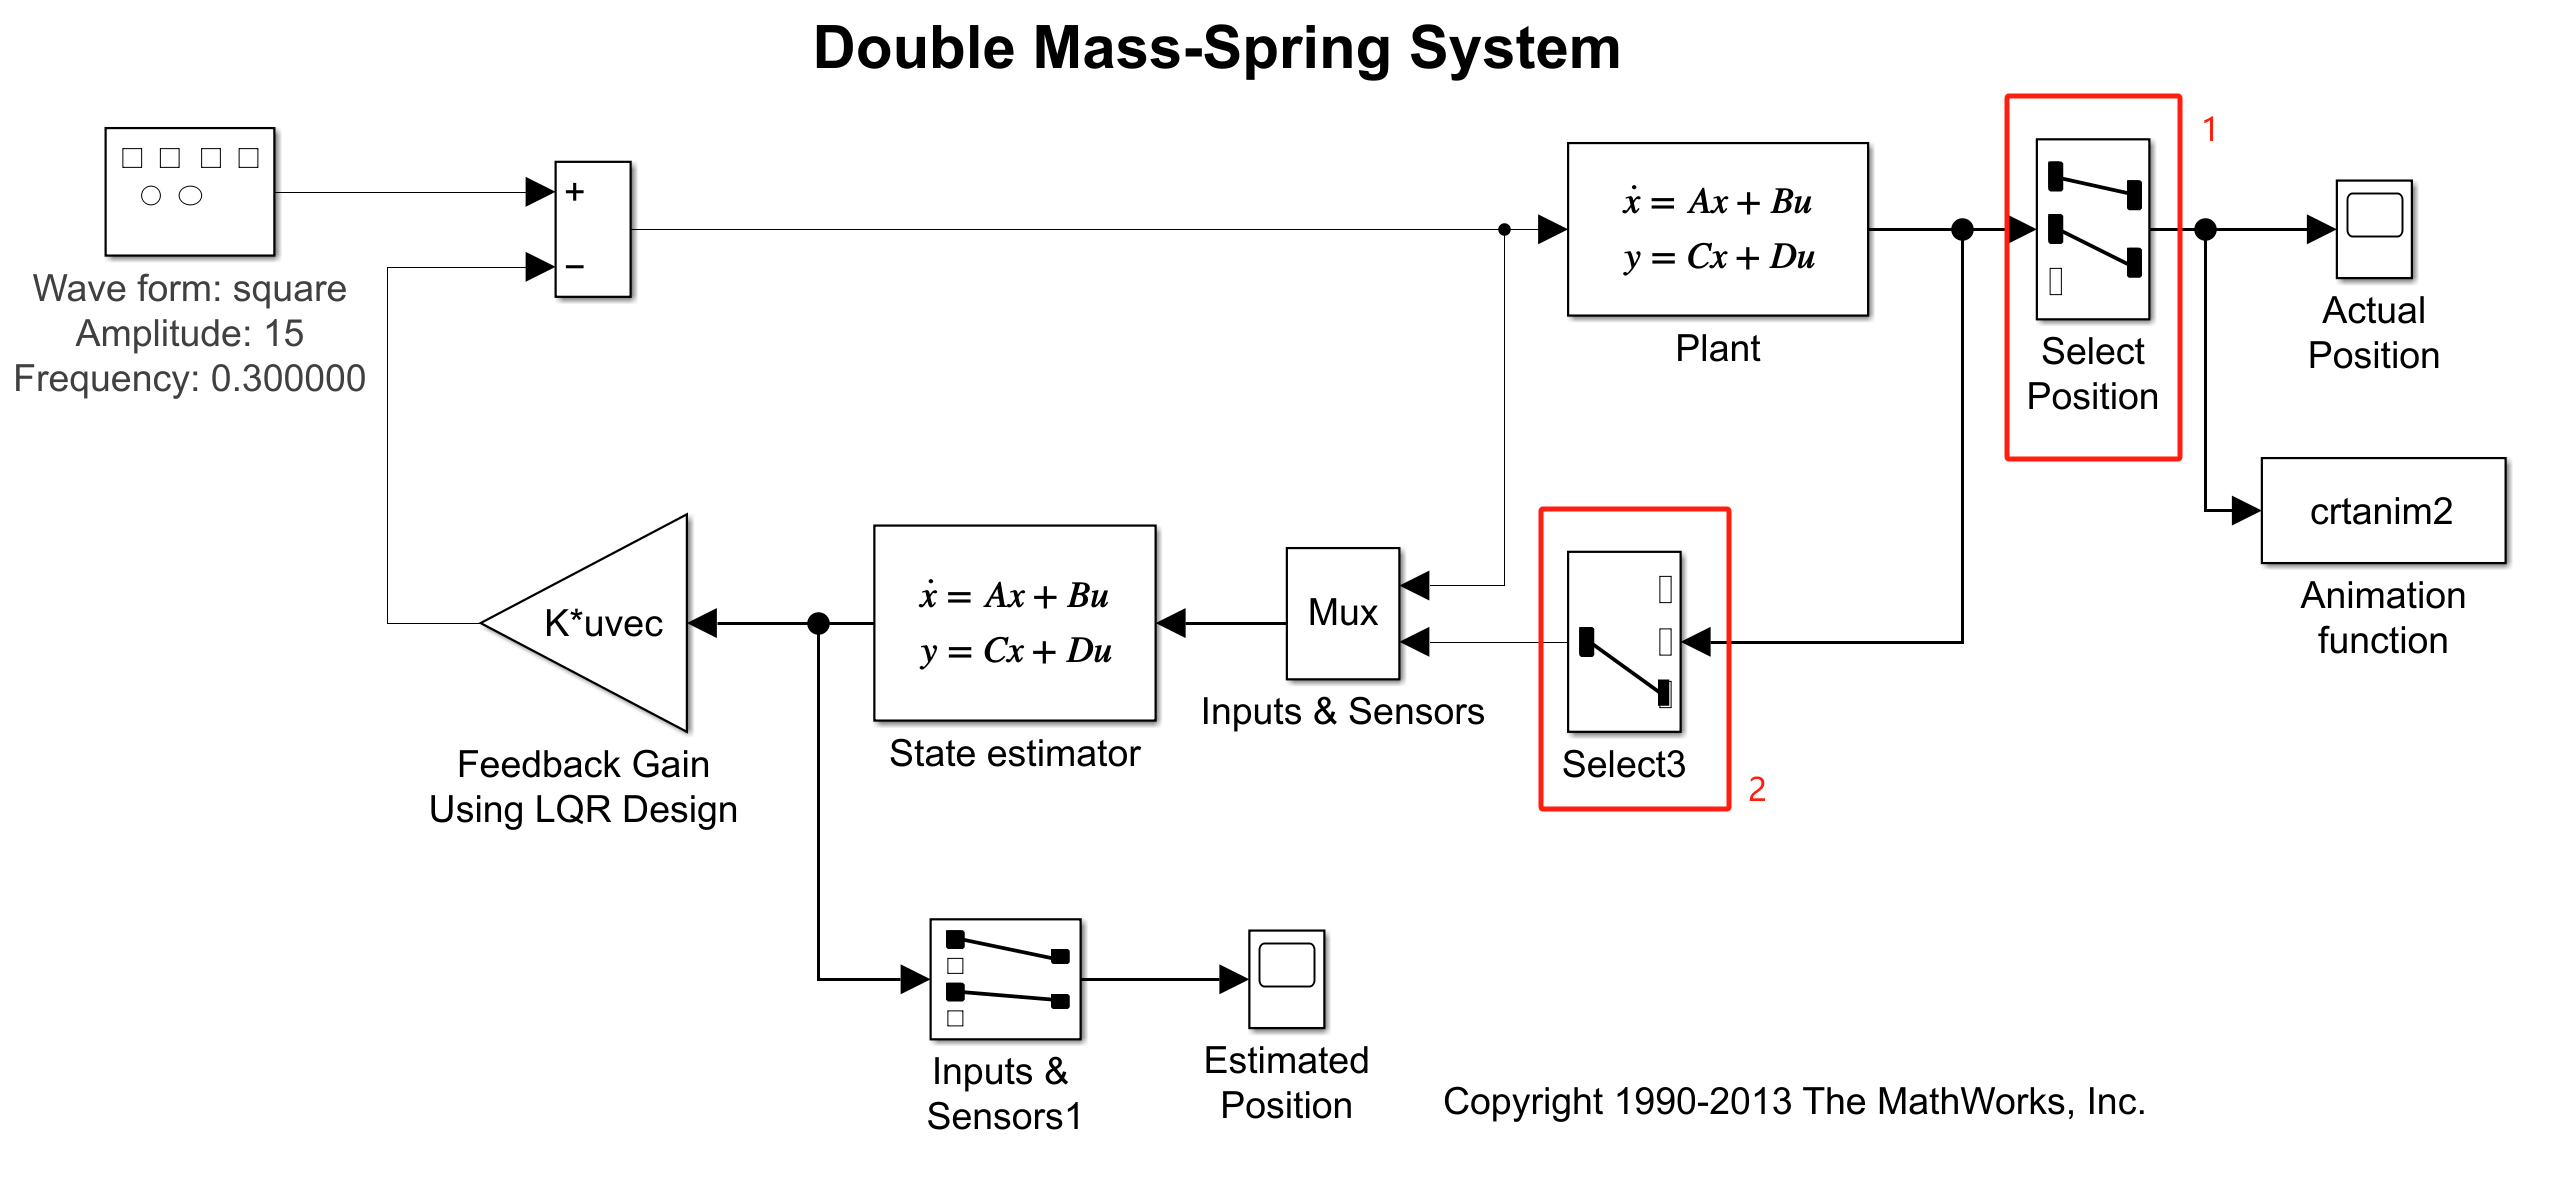 Double Mass-Spring System
Wave form: square
Amplitude: 15
Frequency: 0.300000
+
−
ẋ = Ax + Bu
y = Cx + Du
Plant
1
Select
Position
Actual
Position
crtanim2
Animation
function
K*uvec
Feedback Gain
Using LQR Design
ẋ = Ax + Bu
y = Cx + Du
State estimator
Mux
Inputs & Sensors
Select3
2
Inputs &
Sensors1
Estimated
Position
Copyright 1990-2013 The MathWorks, Inc.